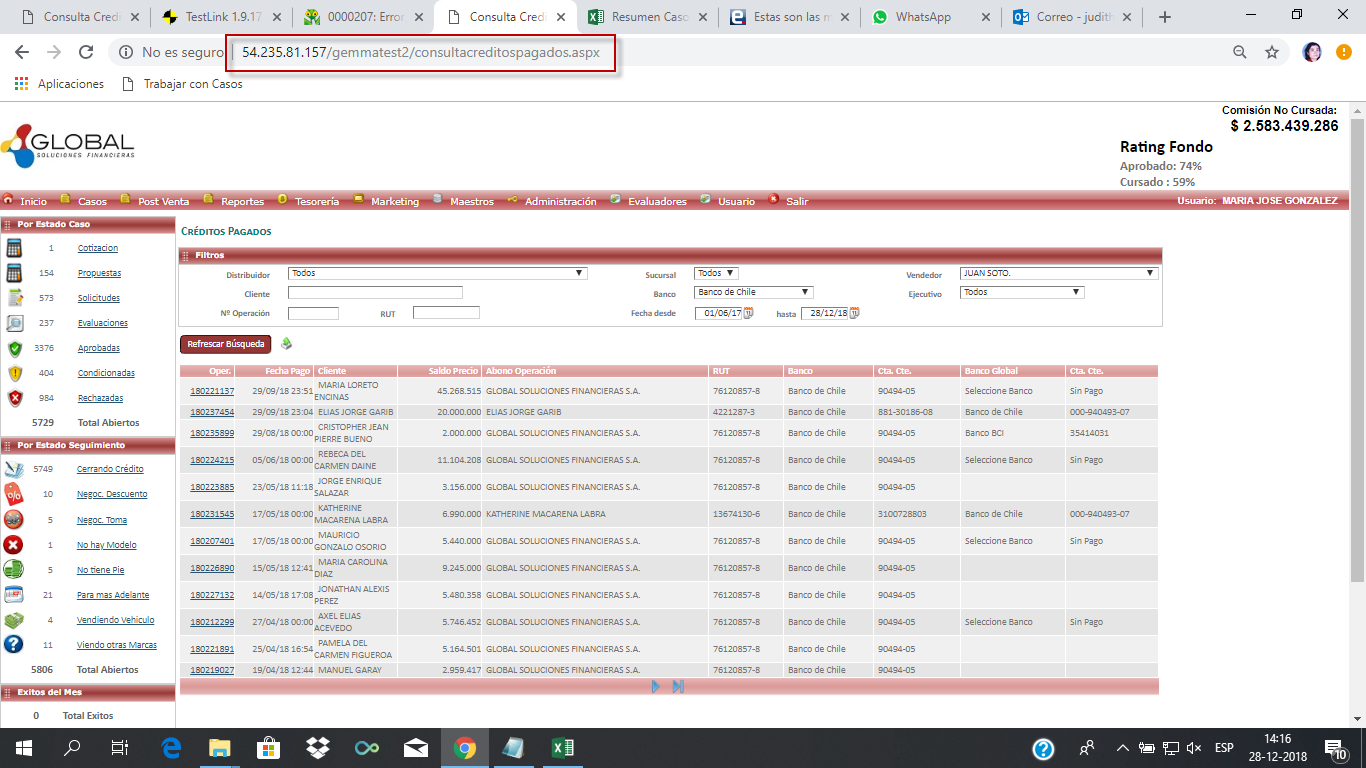 Consulta Credi
TestLink 1.9.17
0000207: Error
Consulta Credi
Resumen Caso
Estas son las m
WhatsApp
Correo - judith
No es seguro | 54.235.81.157/gemmatest2/consultacreditospagados.aspx
Aplicaciones Trabajar con Casos
Comisión No Cursada:
$ 2.583.439.286
GLOBAL
SOLUCIONES FINANCIERAS
Rating Fondo
Aprobado: 74%
Cursado : 59%
Inicio Casos Post Venta Reportes Tesorería Marketing Maestros Administración Evaluadores Usuario Salir Usuario: MARIA JOSE GONZALEZ
Por Estado Caso
1 Cotizacion
154 Propuestas
573 Solicitudes
237 Evaluaciones
3376 Aprobadas
404 Condicionadas
984 Rechazadas
5729 Total Abiertos
Por Estado Seguimiento
5749 Cerrando Crédito
10 Negoc. Descuento
5 Negoc. Toma
1 No hay Modelo
5 No tiene Pie
21 Para mas Adelante
4 Vendiendo Vehiculo
11 Viendo otras Marcas
5806 Total Abiertos
Exitos del Mes
0 Total Exitos
Créditos Pagados
Filtros
Distribuidor Todos Sucursal Todos Vendedor JUAN SOTO.
Cliente Banco Banco de Chile Ejecutivo Todos
Nº Operación RUT Fecha desde 01/06/17 hasta 28/12/18
Refrescar Búsqueda
Oper. Fecha Pago Cliente Saldo Precio Abono Operación RUT Banco Cta. Cte. Banco Global Cta. Cte.
180221137 29/09/18 23:51 MARIA LORETO ENCINAS 45.268.515 GLOBAL SOLUCIONES FINANCIERAS S.A. 76120857-8 Banco de Chile 90494-05 Seleccione Banco Sin Pago
180237454 29/09/18 23:04 ELIAS JORGE GARIB 20.000.000 ELIAS JORGE GARIB 4221287-3 Banco de Chile 881-30186-08 Banco de Chile 000-940493-07
180235899 29/08/18 00:00 CRISTOPHER JEAN PIERRE BUENO 2.000.000 GLOBAL SOLUCIONES FINANCIERAS S.A. 76120857-8 Banco de Chile 90494-05 Banco BCI 35414031
180224215 05/06/18 00:00 REBECA DEL CARMEN DAINE 11.104.208 GLOBAL SOLUCIONES FINANCIERAS S.A. 76120857-8 Banco de Chile 90494-05 Seleccione Banco Sin Pago
180223885 23/05/18 11:18 JORGE ENRIQUE SALAZAR 3.156.000 GLOBAL SOLUCIONES FINANCIERAS S.A. 76120857-8 Banco de Chile 90494-05
180231545 17/05/18 00:00 KATHERINE MACARENA LABRA 6.990.000 KATHERINE MACARENA LABRA 13674130-6 Banco de Chile 3100728803 Banco de Chile 000-940493-07
180207401 17/05/18 00:00 MAURICIO GONZALO OSORIO 5.440.000 GLOBAL SOLUCIONES FINANCIERAS S.A. 76120857-8 Banco de Chile 90494-05 Seleccione Banco Sin Pago
180226890 15/05/18 12:41 MARIA CAROLINA DIAZ 9.245.000 GLOBAL SOLUCIONES FINANCIERAS S.A. 76120857-8 Banco de Chile 90494-05
180227132 14/05/18 17:08 JONATHAN ALEXIS PEREZ 5.480.358 GLOBAL SOLUCIONES FINANCIERAS S.A. 76120857-8 Banco de Chile 90494-05
180212299 27/04/18 00:00 AXEL ELIAS ACEVEDO 5.746.452 GLOBAL SOLUCIONES FINANCIERAS S.A. 76120857-8 Banco de Chile 90494-05 Seleccione Banco Sin Pago
180221891 25/04/18 16:54 PAMELA DEL CARMEN FIGUEROA 5.164.501 GLOBAL SOLUCIONES FINANCIERAS S.A. 76120857-8 Banco de Chile 90494-05
180219027 19/04/18 12:44 MANUEL GARAY 2.959.417 GLOBAL SOLUCIONES FINANCIERAS S.A. 76120857-8 Banco de Chile 90494-05
ESP
14:16
28-12-2018
10